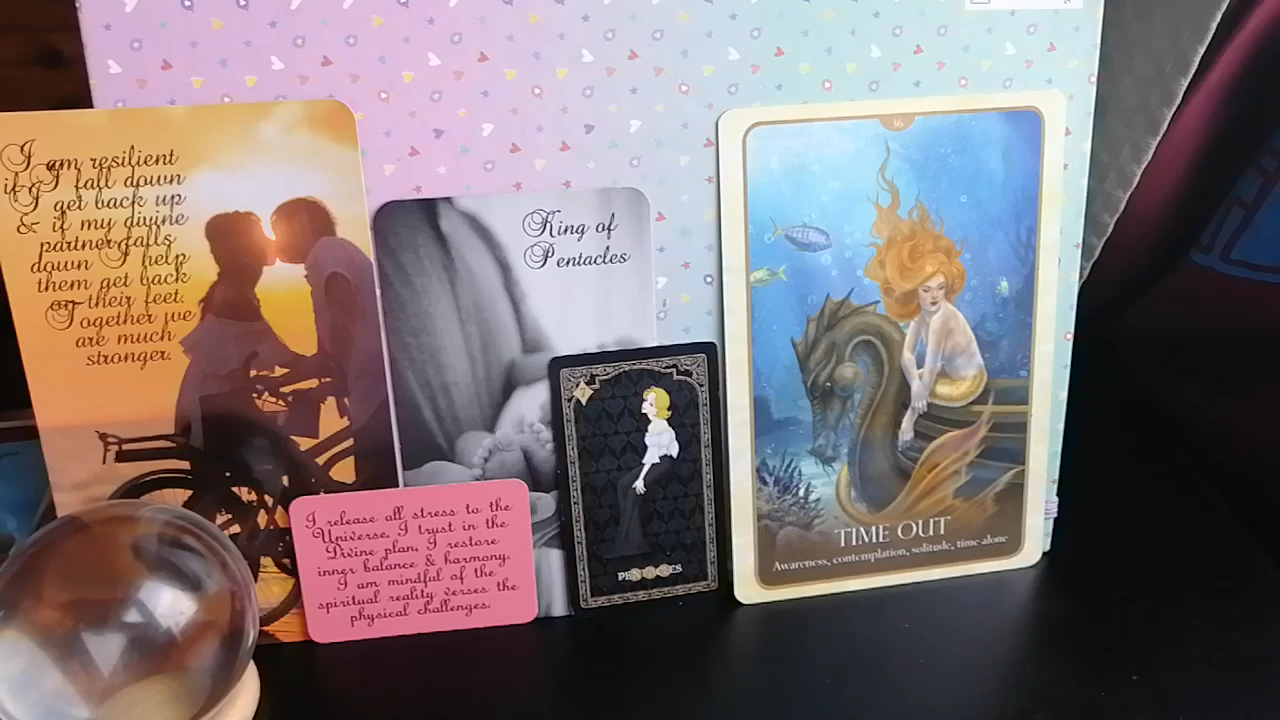 I am resilient
if I fall down
I get back up
& if my divine
partner falls
down I help
them get back
on their feet.
Together we
are much
stronger.
King of
Pentacles
I release all stress to the
Universe, I trust in the
Divine plan, I restore
inner balance & harmony.
I am mindful of the
spiritual reality verses the
physical challenges.
PENTACLES
36
TIME OUT
Awareness, contemplation, solitude, time alone